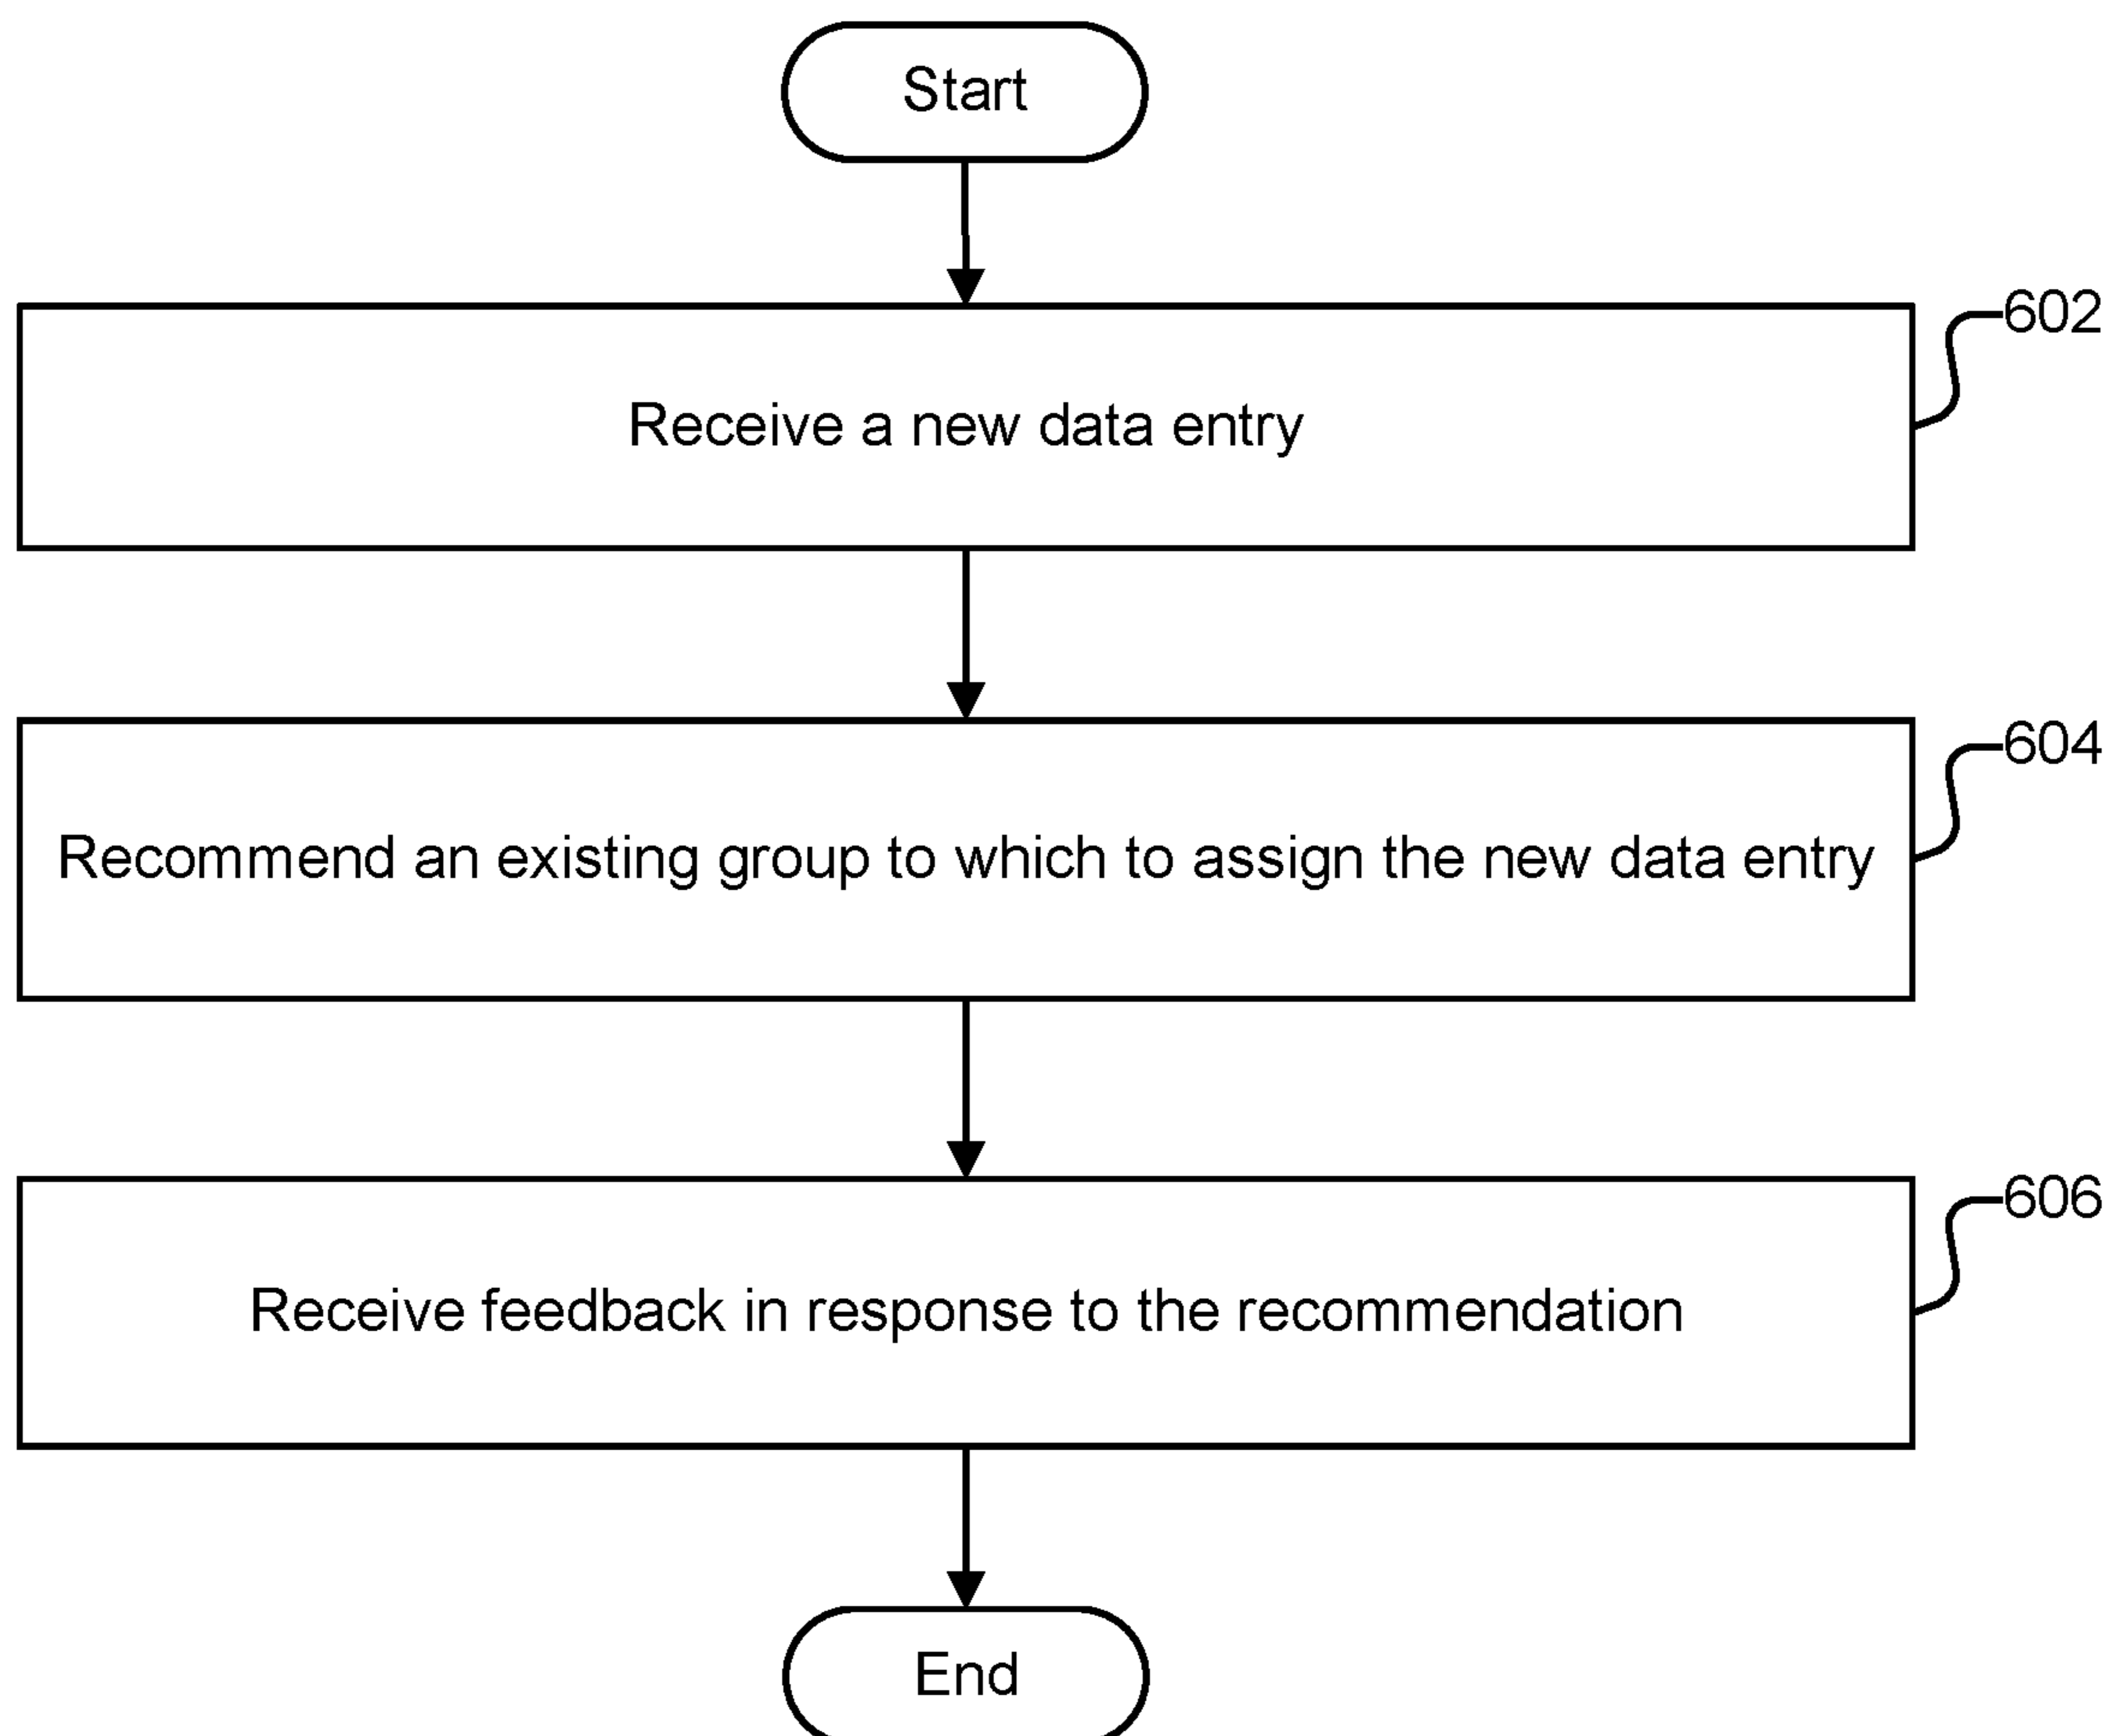 Start
602
Receive a new data entry
604
Recommend an existing group to which to assign the new data entry
606
Receive feedback in response to the recommendation
End